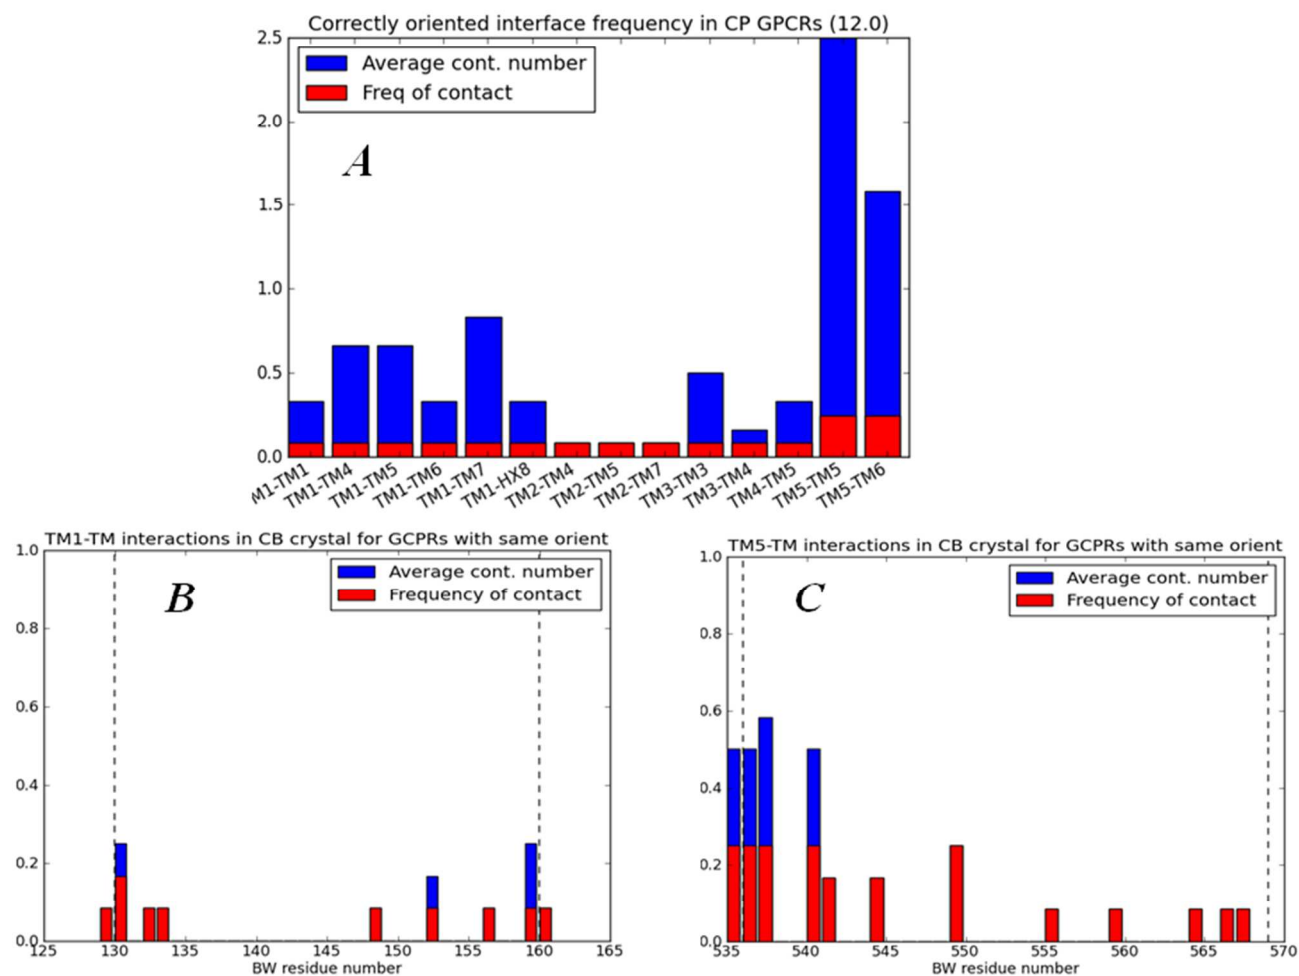 Correctly oriented interface frequency in CP GPCRs (12.0)
2.5
2.0
1.5
1.0
0.5
0.0
Average cont. number
Freq of contact
A
M1-TM1
TM1-TM4
TM1-TM5
TM1-TM6
TM1-TM7
TM1-HX8
TM2-TM4
TM2-TM5
TM2-TM7
TM3-TM3
TM3-TM4
TM4-TM5
TM5-TM5
TM5-TM6
TM1-TM interactions in CB crystal for GCPRs with same orient
1.0
0.8
0.6
0.4
0.2
0.0
Average cont. number
Frequency of contact
B
125 130 135 140 145 150 155 160 165
BW residue number
TM5-TM interactions in CB crystal for GCPRs with same orient
1.0
0.8
0.6
0.4
0.2
0.0
Average cont. number
Frequency of contact
C
535 540 545 550 555 560 565 570
BW residue number